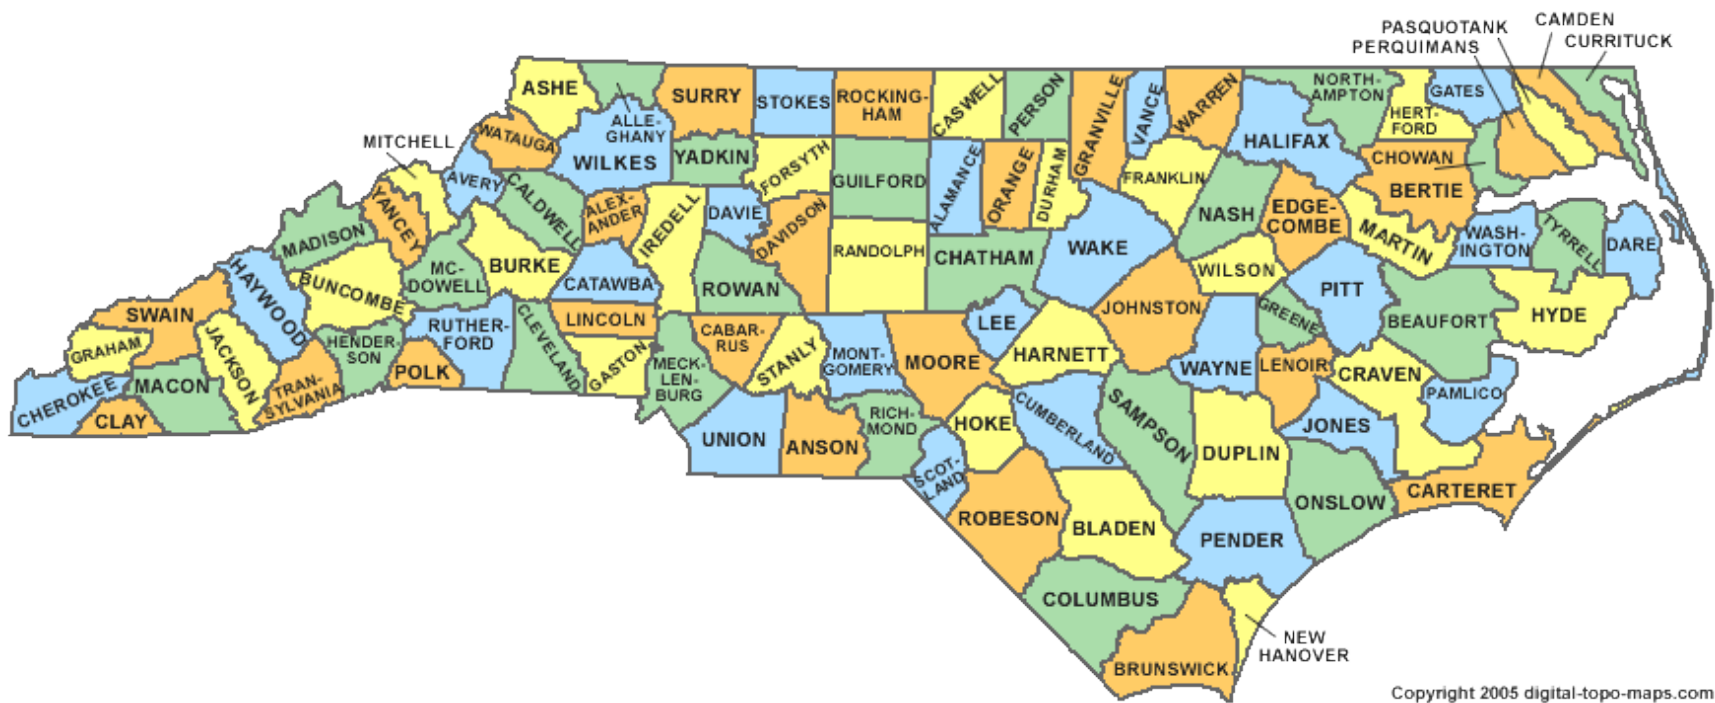 PASQUOTANK
CAMDEN
PERQUIMANS
CURRITUCK
ASHE
ALLE-
GHANY
SURRY
STOKES
ROCKING-
HAM
CASWELL
PERSON
GRANVILLE
VANCE
WARREN
NORTH-
AMPTON
HERT-
FORD
GATES
MITCHELL
WATAUGA
WILKES
YADKIN
FORSYTH
GUILFORD
ALAMANCE
ORANGE
DURHAM
FRANKLIN
HALIFAX
CHOWAN
BERTIE
AVERY
CALDWELL
ALEX-
ANDER
IREDELL
DAVIE
DAVIDSON
RANDOLPH
CHATHAM
WAKE
NASH
EDGE-
COMBE
MARTIN
WASH-
INGTON
TYRRELL
DARE
MADISON
YANCEY
MC-
DOWELL
BURKE
CATAWBA
ROWAN
WILSON
PITT
SWAIN
HAYWOOD
BUNCOMBE
RUTHER-
FORD
CLEVELAND
LINCOLN
CABAR-
RUS
STANLY
MONT-
GOMERY
MOORE
LEE
HARNETT
JOHNSTON
GREENE
BEAUFORT
HYDE
GRAHAM
JACKSON
HENDER-
SON
POLK
GASTON
MECK-
LEN-
BURG
WAYNE
LENOIR
CRAVEN
PAMLICO
CHEROKEE
CLAY
MACON
TRAN-
SYLVANIA
UNION
ANSON
RICH-
MOND
HOKE
CUMBERLAND
SAMPSON
DUPLIN
JONES
SCOT-
LAND
ROBESON
BLADEN
PENDER
ONSLOW
CARTERET
COLUMBUS
BRUNSWICK
NEW
HANOVER
Copyright 2005 digital-topo-maps.com